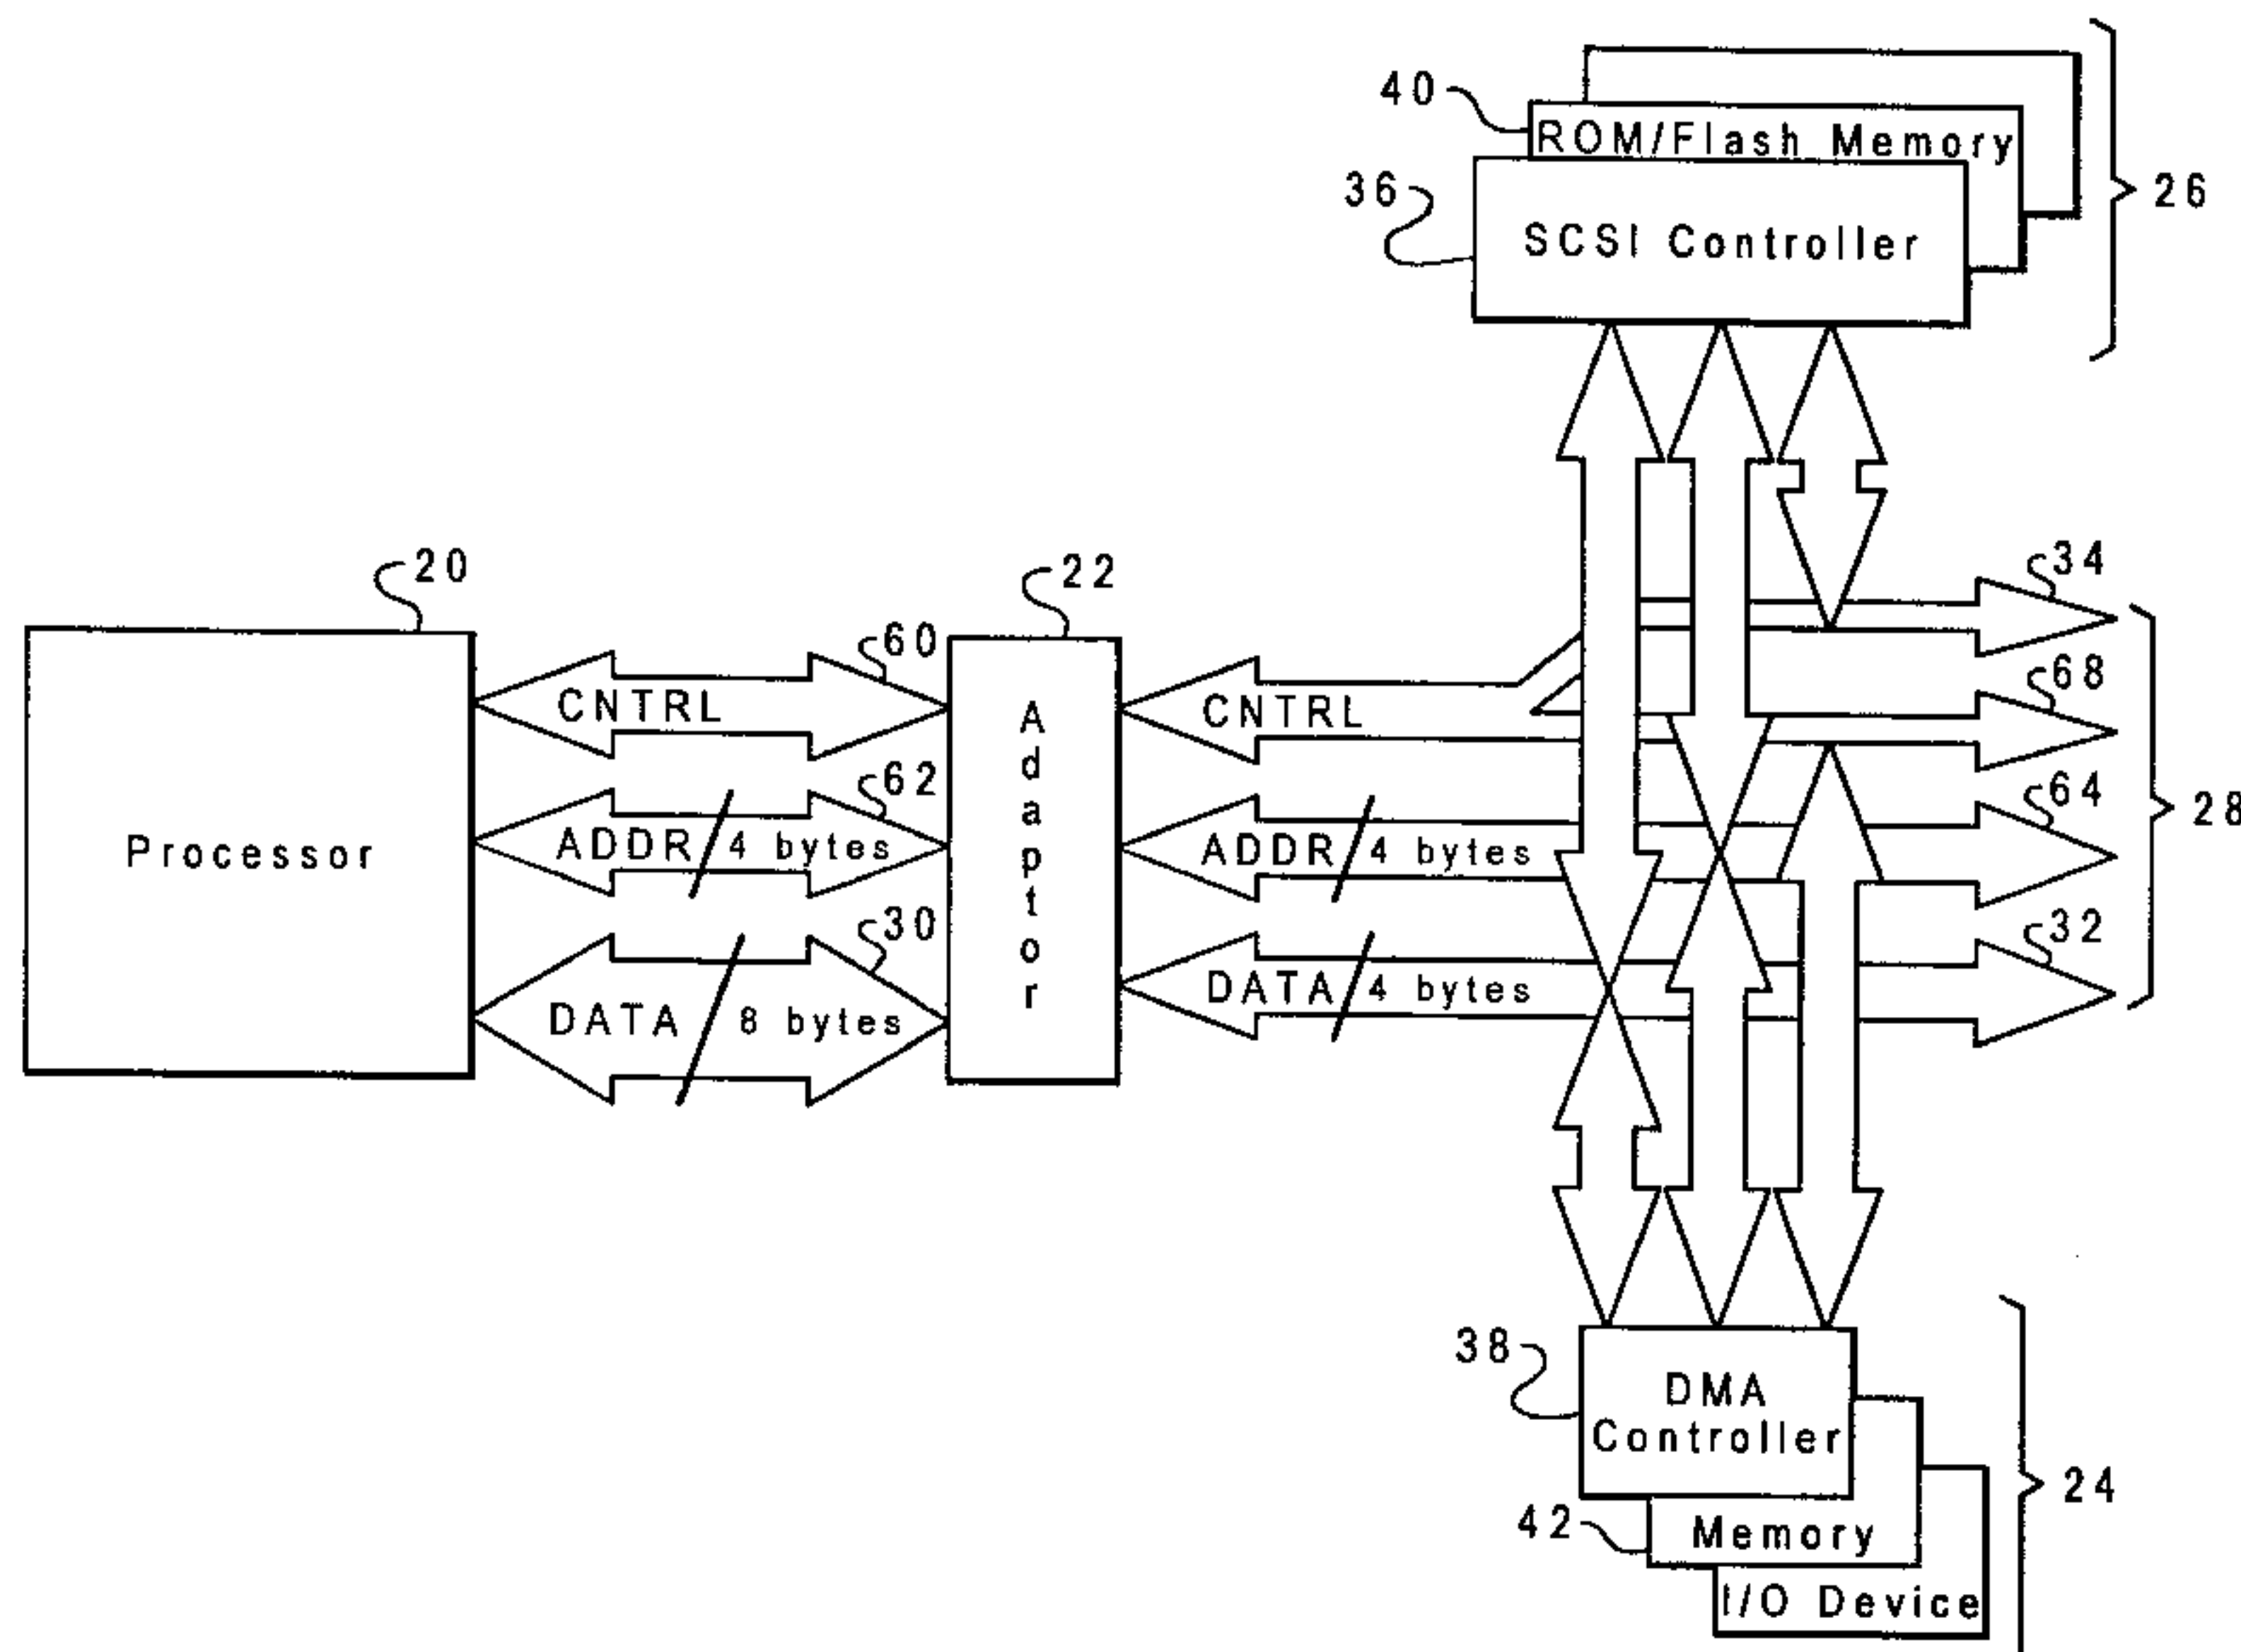 40
ROM/Flash Memory
36
SCSI Controller
26
20
22
34
60
68
CNTRL
CNTRL
62
64
28
Processor
Adaptor
ADDR 4 bytes
ADDR 4 bytes
30
32
DATA 8 bytes
DATA 4 bytes
38
DMA
Controller
24
42
Memory
I/O Device